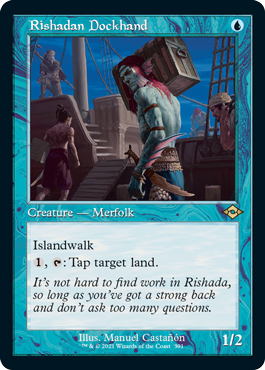 Rishadan Dockhand
Creature — Merfolk
Islandwalk
1, : Tap target land.
It's not hard to find work in Rishada,
so long as you've got a strong back
and don't ask too many questions.
Illus. Manuel Castañón
™ & © 2021 Wizards of the Coast 391
1/2